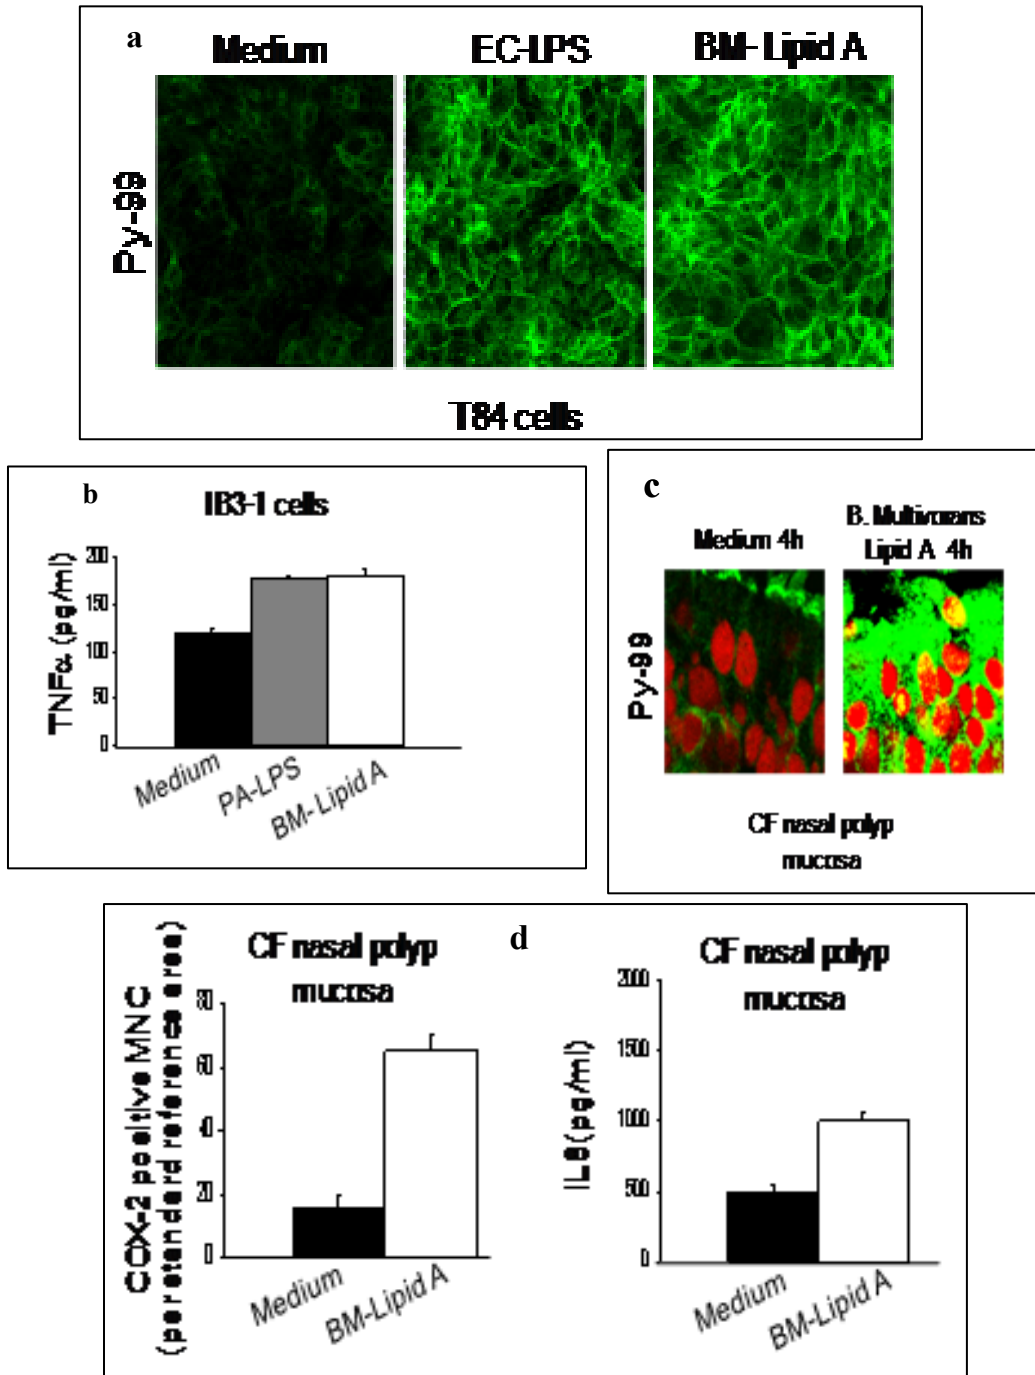 a
Medium EC-LPS BM- Lipid A
Py-99
T84 cells
b
IB3-1 cells
TNFα (pg/ml)
200
150
100
50
0
Medium
PA-LPS
BM- Lipid A
c
Medium 4h
B. Multivorans
Lipid A 4h
Py-99
CF nasal polyp
mucosa
d
CF nasal polyp
mucosa
COX-2 positive MNC
(per standard reference area)
80
60
40
20
0
Medium
BM-Lipid A
CF nasal polyp
mucosa
IL8(pg/ml)
2000
1500
1000
500
0
Medium
BM-Lipid A